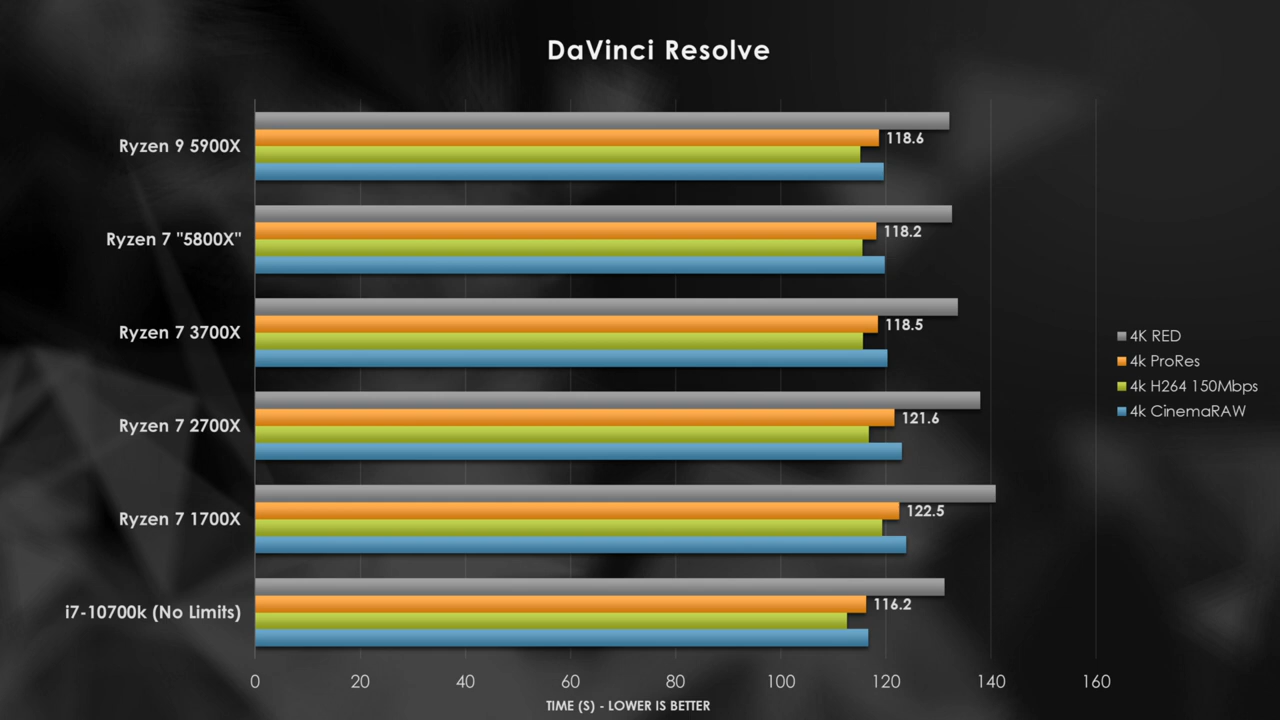 DaVinci Resolve
Ryzen 9 5900X
118.6
Ryzen 7 "5800X"
118.2
Ryzen 7 3700X
118.5
Ryzen 7 2700X
121.6
Ryzen 7 1700X
122.5
i7-10700k (No Limits)
116.2
4K RED
4k ProRes
4k H264 150Mbps
4k CinemaRAW
0 20 40 60 80 100 120 140 160
TIME (S) - LOWER IS BETTER